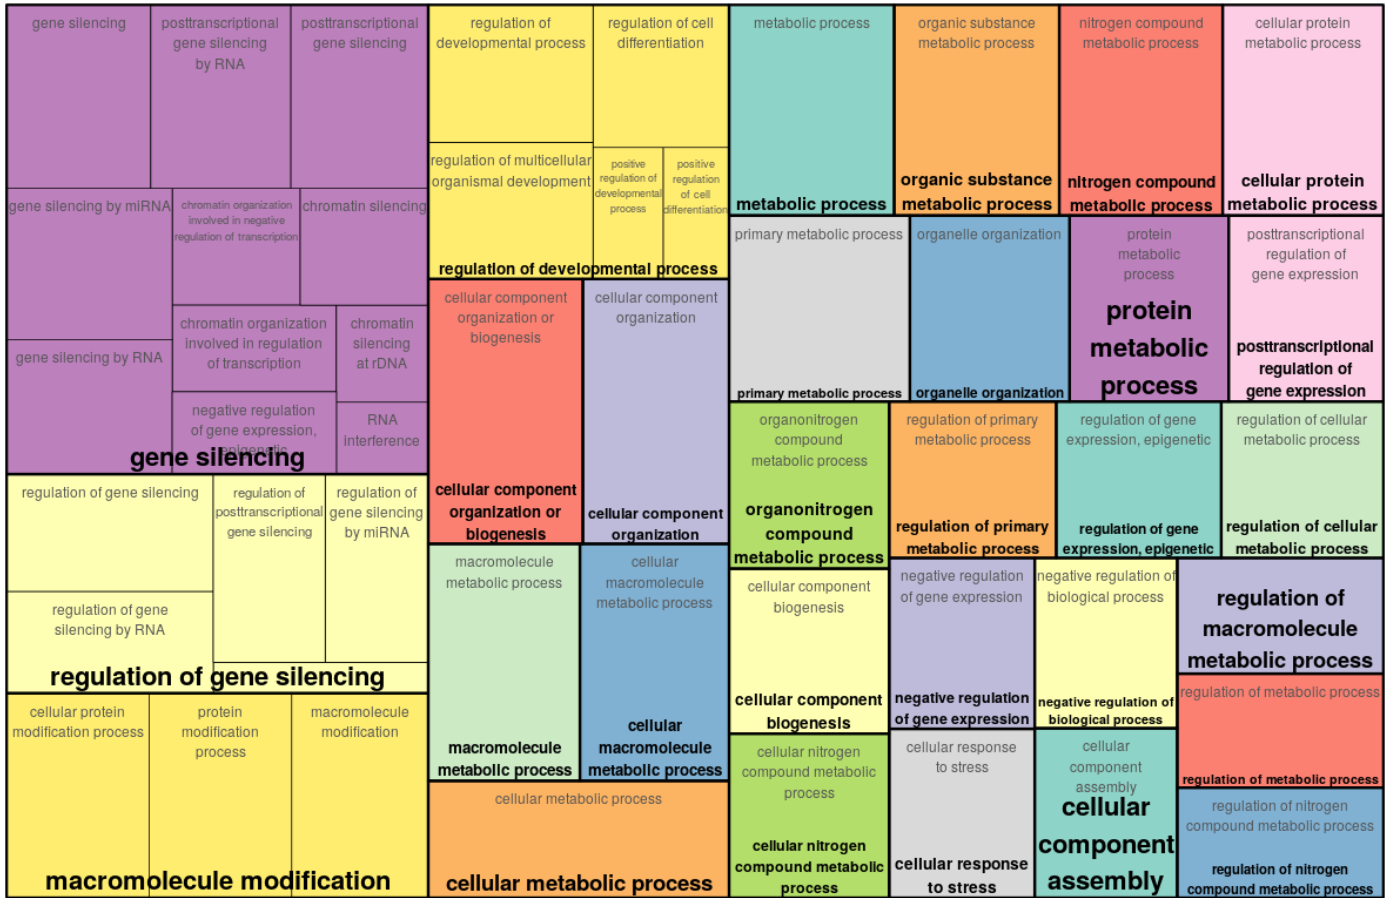 gene silencing
posttranscriptional
gene silencing
by RNA
posttranscriptional
gene silencing
gene silencing by miRNA
chromatin organization
involved in negative
regulation of transcription
chromatin silencing
gene silencing by RNA
chromatin organization
involved in regulation
of transcription
chromatin
silencing
at rDNA
negative regulation
of gene expression,
epigenetic
RNA
interference
gene silencing
regulation of gene silencing
regulation of
posttranscriptional
gene silencing
regulation of
gene silencing
by miRNA
regulation of gene
silencing by RNA
regulation of gene silencing
cellular protein
modification process
protein
modification
process
macromolecule
modification
macromolecule modification
regulation of
developmental process
regulation of cell
differentiation
regulation of multicellular
organismal development
positive
regulation of
developmental
process
positive
regulation
of cell
differentiation
regulation of developmental process
cellular component
organization or
biogenesis
cellular component
organization or
biogenesis
cellular component
organization
cellular component
organization
macromolecule
metabolic process
macromolecule
metabolic process
cellular
macromolecule
metabolic process
cellular
macromolecule
metabolic process
cellular metabolic process
cellular metabolic process
metabolic process
metabolic process
organic substance
metabolic process
organic substance
metabolic process
nitrogen compound
metabolic process
nitrogen compound
metabolic process
cellular protein
metabolic process
cellular protein
metabolic process
primary metabolic process
primary metabolic process
organelle organization
organelle organization
protein
metabolic
process
protein
metabolic
process
posttranscriptional
regulation of
gene expression
posttranscriptional
regulation of
gene expression
organonitrogen
compound
metabolic process
organonitrogen
compound
metabolic process
regulation of primary
metabolic process
regulation of primary
metabolic process
regulation of gene
expression, epigenetic
regulation of gene
expression, epigenetic
regulation of cellular
metabolic process
regulation of cellular
metabolic process
cellular component
biogenesis
cellular component
biogenesis
negative regulation
of gene expression
negative regulation
of gene expression
negative regulation of
biological process
negative regulation of
biological process
regulation of
macromolecule
metabolic process
regulation of metabolic process
regulation of metabolic process
cellular nitrogen
compound metabolic
process
cellular nitrogen
compound metabolic
process
cellular response
to stress
cellular response
to stress
cellular
component
assembly
cellular
component
assembly
regulation of nitrogen
compound metabolic process
regulation of nitrogen
compound metabolic process